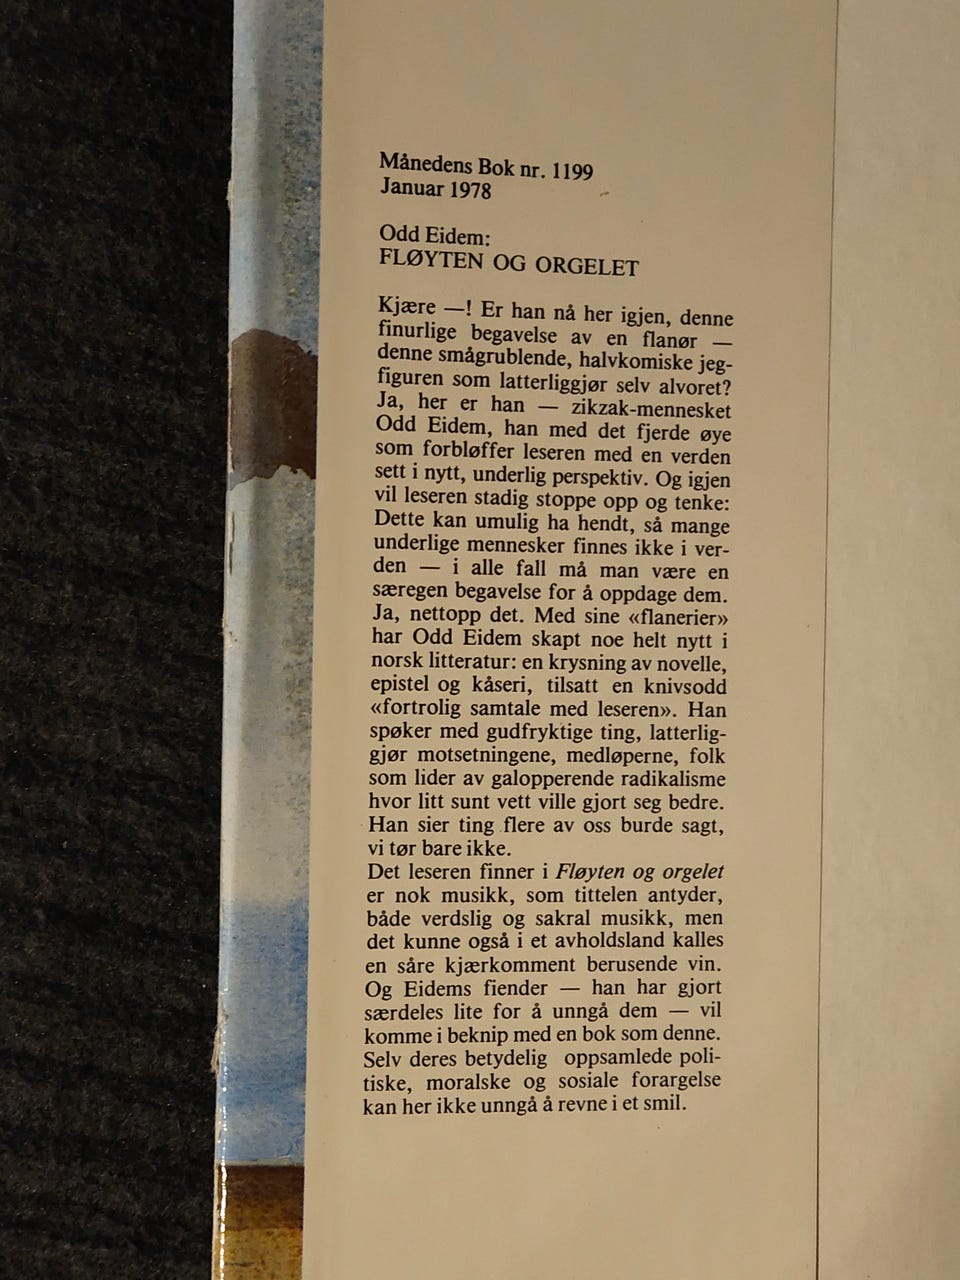 Månedens Bok nr. 1199
Januar 1978
Odd Eidem:
FLØYTEN OG ORGELET
Kjære —! Er han nå her igjen, denne
finurlige begavelse av en flanør —
denne smågrublende, halvkomiske jeg-
figuren som latterliggjør selv alvoret?
Ja, her er han — zikzak-mennesket
Odd Eidem, han med det fjerde øye
som forbløffer leseren med en verden
sett i nytt, underlig perspektiv. Og igjen
vil leseren stadig stoppe opp og tenke:
Dette kan umulig ha hendt, så mange
underlige mennesker finnes ikke i ver-
den — i alle fall må man være en
særegen begavelse for å oppdage dem.
Ja, nettopp det. Med sine «flanerier»
har Odd Eidem skapt noe helt nytt i
norsk litteratur: en krysning av novelle,
epistel og kåseri, tilsatt en knivsodd
«fortrolig samtale med leseren». Han
spøker med gudfryktige ting, latterlig-
gjør motsetningene, medløperne, folk
som lider av galopperende radikalisme
hvor litt sunt vett ville gjort seg bedre.
Han sier ting flere av oss burde sagt,
vi tør bare ikke.
Det leseren finner i Fløyten og orgelet
er nok musikk, som tittelen antyder,
både verdslig og sakral musikk, men
det kunne også i et avholdsland kalles
en såre kjærkomment berusende vin.
Og Eidems fiender — han har gjort
særdeles lite for å unngå dem — vil
komme i beknip med en bok som denne.
Selv deres betydelig oppsamlede poli-
tiske, moralske og sosiale forargelse
kan her ikke unngå å revne i et smil.